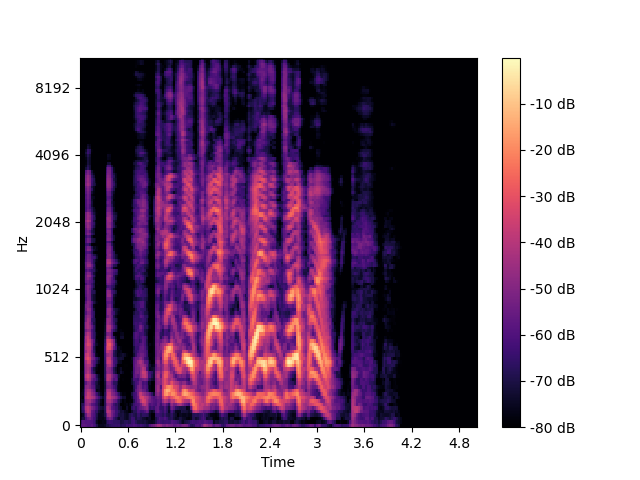 8192
4096
2048
1024
512
0
Hz
0 0.6 1.2 1.8 2.4 3 3.6 4.2 4.8
Time
-10 dB
-20 dB
-30 dB
-40 dB
-50 dB
-60 dB
-70 dB
-80 dB